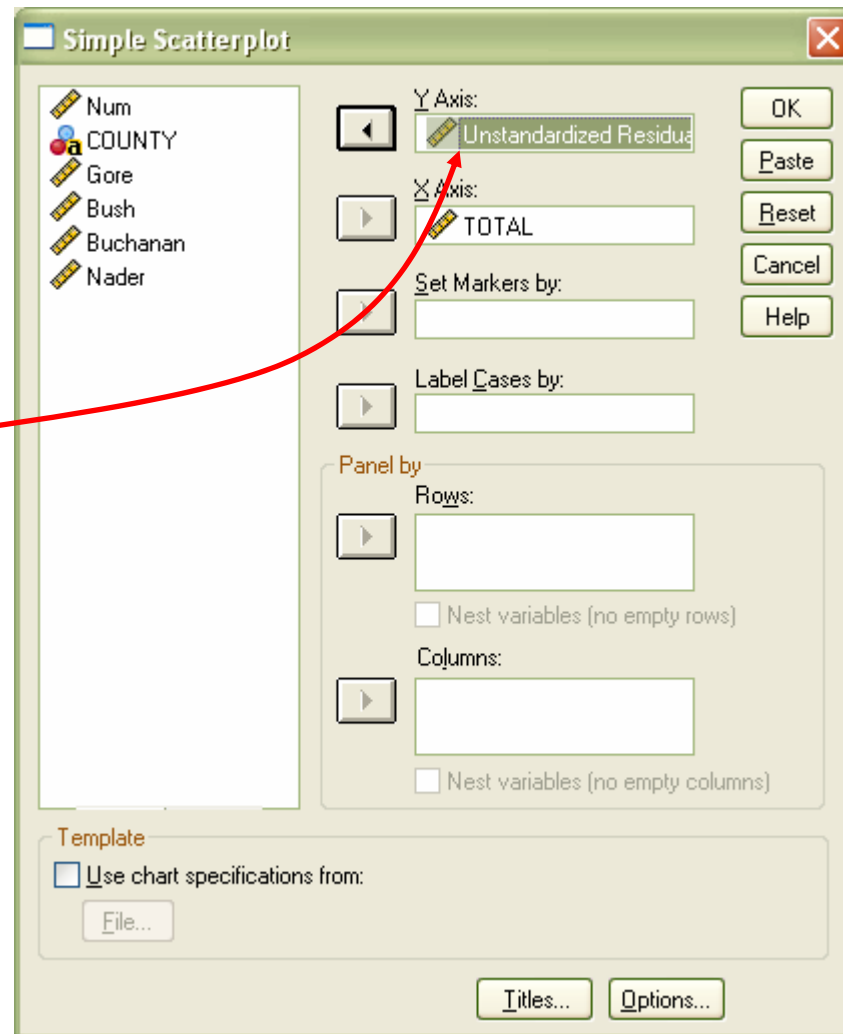 Simple Scatterplot
Num
COUNTY
Gore
Bush
Buchanan
Nader
Y Axis:
Unstandardized Residua
X Axis:
TOTAL
Set Markers by:
Label Cases by:
Panel by
Rows:
Nest variables (no empty rows)
Columns:
Nest variables (no empty columns)
OK
Paste
Reset
Cancel
Help
Template
Use chart specifications from:
File...
Titles...
Options...